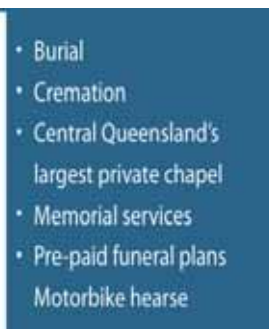 • Burial
• Cremation
• Central Queensland's
largest private chapel
• Memorial services
• Pre-paid funeral plans
Motorbike hearse